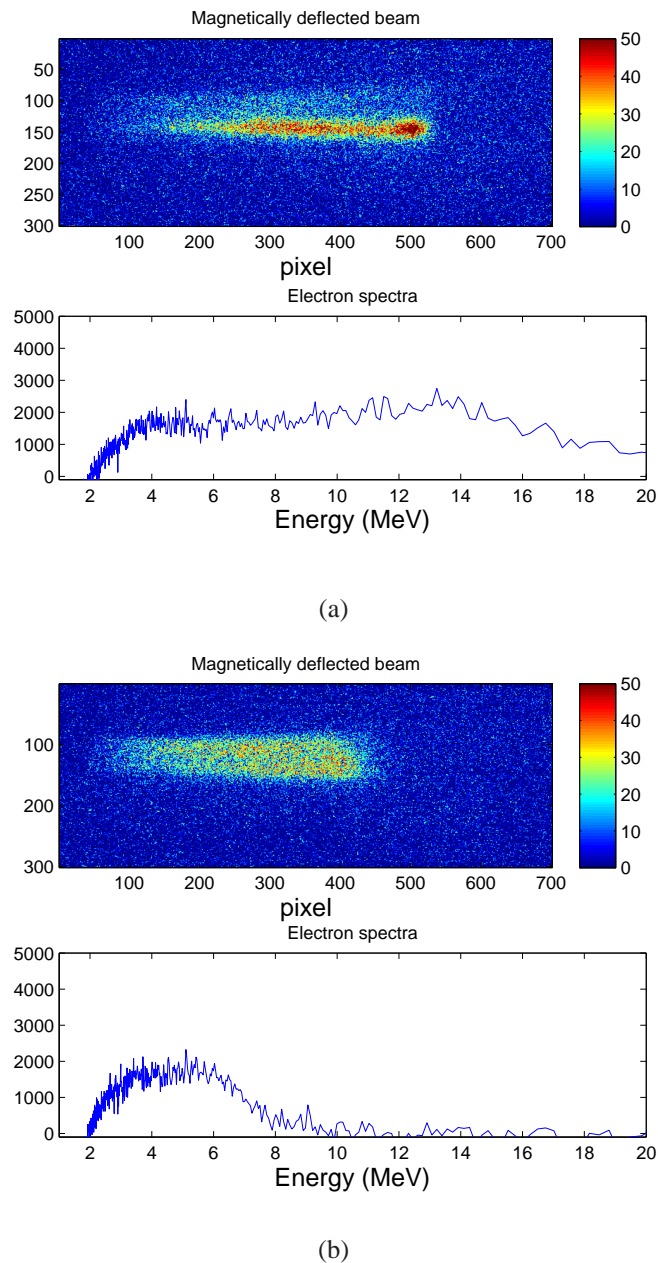 Magnetically deflected beam
50
100
150
200
250
300
100 200 300 400 500 600 700
pixel
50
40
30
20
10
0
Electron spectra
5000
4000
3000
2000
1000
0
2 4 6 8 10 12 14 16 18 20
Energy (MeV)
(a)
Magnetically deflected beam
100
200
300
100 200 300 400 500 600 700
pixel
50
40
30
20
10
0
Electron spectra
5000
4000
3000
2000
1000
0
2 4 6 8 10 12 14 16 18 20
Energy (MeV)
(b)